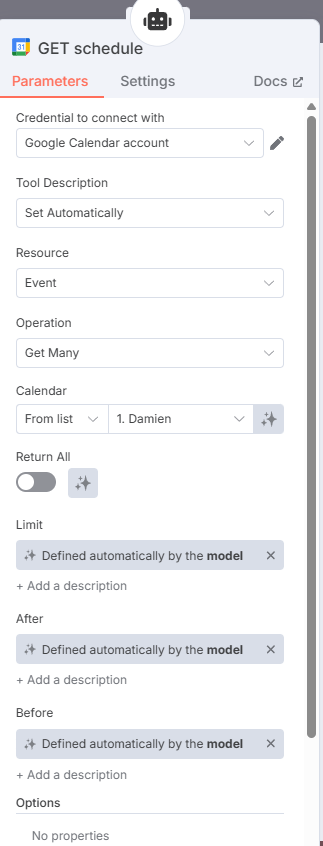 31
GET schedule
Parameters
Settings
Docs
Credential to connect with
Google Calendar account
Tool Description
Set Automatically
Resource
Event
Operation
Get Many
Calendar
From list
1. Damien
Return All
Limit
Defined automatically by the model
+ Add a description
After
Defined automatically by the model
+ Add a description
Before
Defined automatically by the model
+ Add a description
Options
No properties